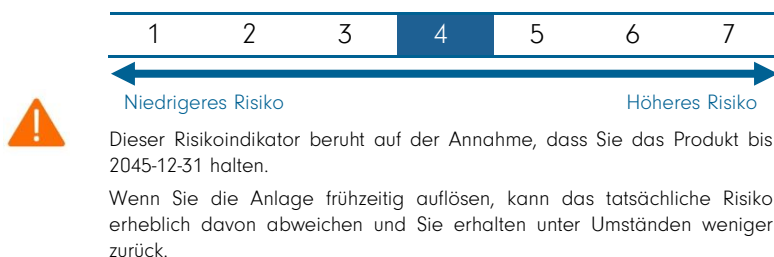 1 2 3 4 5 6 7
Niedrigeres Risiko Höheres Risiko
Dieser Risikoindikator beruht auf der Annahme, dass Sie das Produkt bis
2045-12-31 halten.
Wenn Sie die Anlage frühzeitig auflösen, kann das tatsächliche Risiko
erheblich davon abweichen und Sie erhalten unter Umständen weniger
zurück.